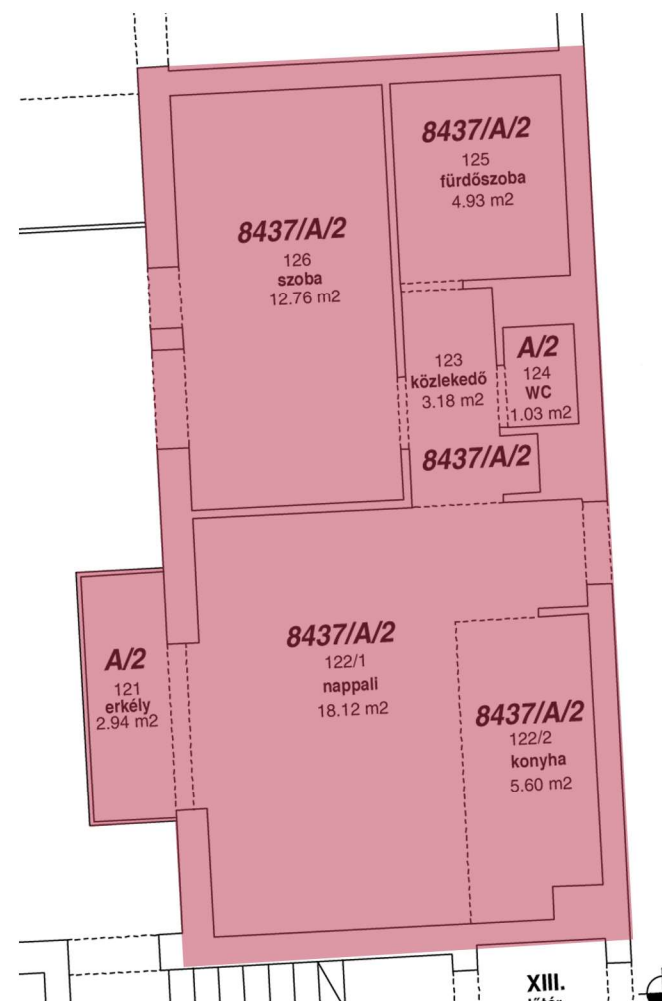 8437/A/2
125
fürdőszoba
4.93 m2
8437/A/2
126
szoba
12.76 m2
A/2
124
WC
1.03 m2
123
közlekedő
3.18 m2
8437/A/2
8437/A/2
122/1
nappali
18.12 m2
A/2
121
erkély
2.94 m2
8437/A/2
122/2
konyha
5.60 m2
XIII.